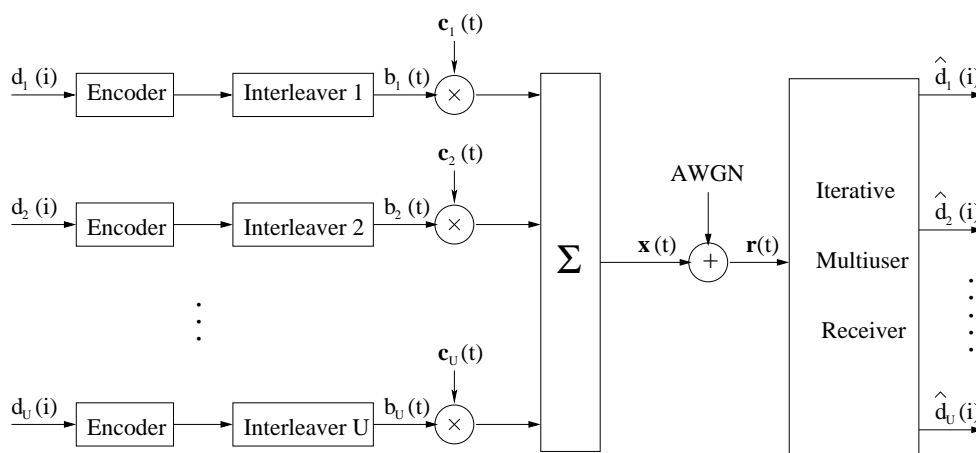 c₁(t)
d₁(i) Encoder Interleaver 1 b₁(t) × d̂₁(i)
c₂(t)
d₂(i) Encoder Interleaver 2 b₂(t) × d̂₂(i)
AWGN
Iterative
Σ x(t) + r(t) Multiuser
Receiver
c_U(t)
d_U(i) Encoder Interleaver U b_U(t) × d̂_U(i)